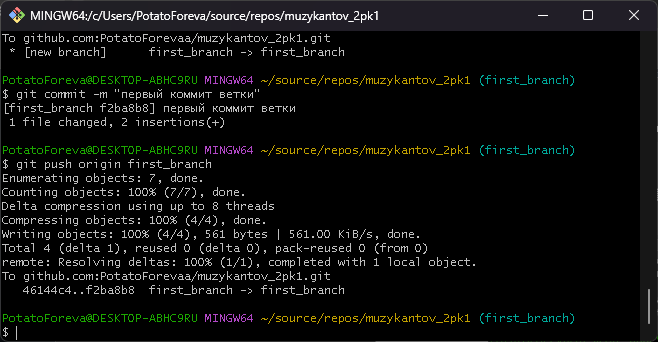 MINGW64:/c/Users/PotatoForeva/source/repos/muzykantov_2pk1
To github.com:PotatoForevaa/muzykantov_2pk1.git
 * [new branch]      first_branch -> first_branch
PotatoForeva@DESKTOP-ABHC9RU MINGW64 ~/source/repos/muzykantov_2pk1 (first_branch)
$ git commit -m "первый коммит ветки"
[first_branch f2ba8b8] первый коммит ветки
 1 file changed, 2 insertions(+)
PotatoForeva@DESKTOP-ABHC9RU MINGW64 ~/source/repos/muzykantov_2pk1 (first_branch)
$ git push origin first_branch
Enumerating objects: 7, done.
Counting objects: 100% (7/7), done.
Delta compression using up to 8 threads
Compressing objects: 100% (4/4), done.
Writing objects: 100% (4/4), 561 bytes | 561.00 KiB/s, done.
Total 4 (delta 1), reused 0 (delta 0), pack-reused 0 (from 0)
remote: Resolving deltas: 100% (1/1), completed with 1 local object.
To github.com:PotatoForevaa/muzykantov_2pk1.git
   46144c4..f2ba8b8  first_branch -> first_branch
PotatoForeva@DESKTOP-ABHC9RU MINGW64 ~/source/repos/muzykantov_2pk1 (first_branch)
$